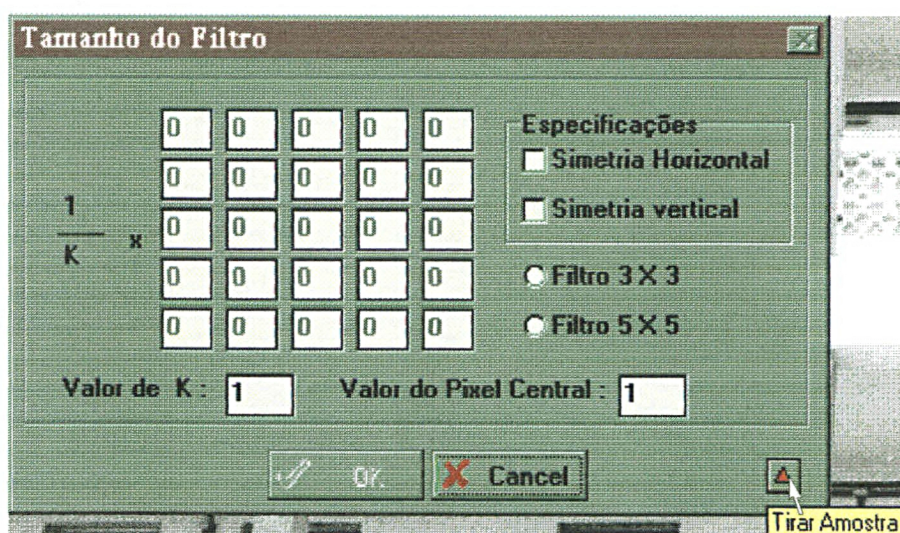 Tamanho do Filtro
0 0 0 0 0
0 0 0 0 0
0 0 0 0 0
0 0 0 0 0
0 0 0 0 0
1
K
x
Especificações
Simetria Horizontal
Simetria vertical
Filtro 3 X 3
Filtro 5 X 5
Valor de K : 1
Valor do Pixel Central : 1
OK
Cancel
Tirar Amostra